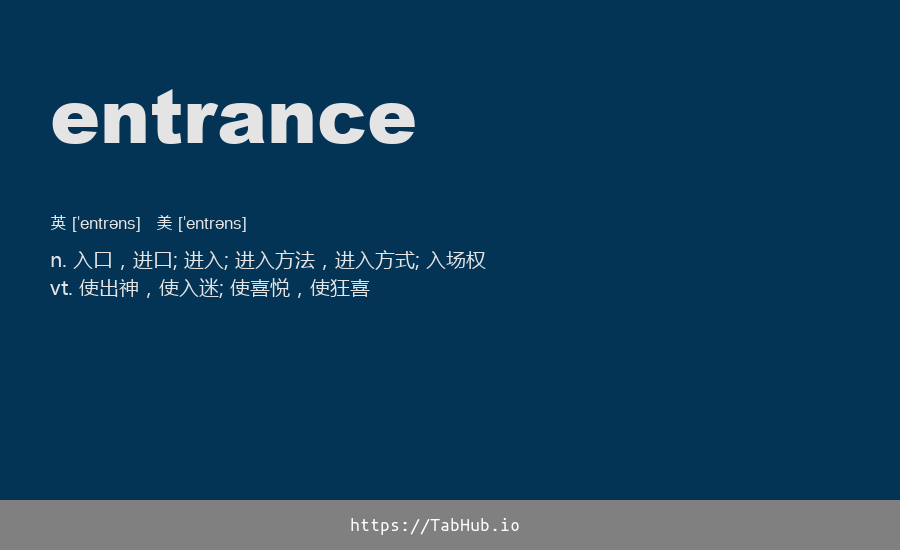 entrance
英 [ˈentrəns] 美 [ˈentrəns]
n. 入口，进口; 进入; 进入方法，进入方式; 入场权
vt. 使出神，使入迷; 使喜悦，使狂喜
https://TabHub.io